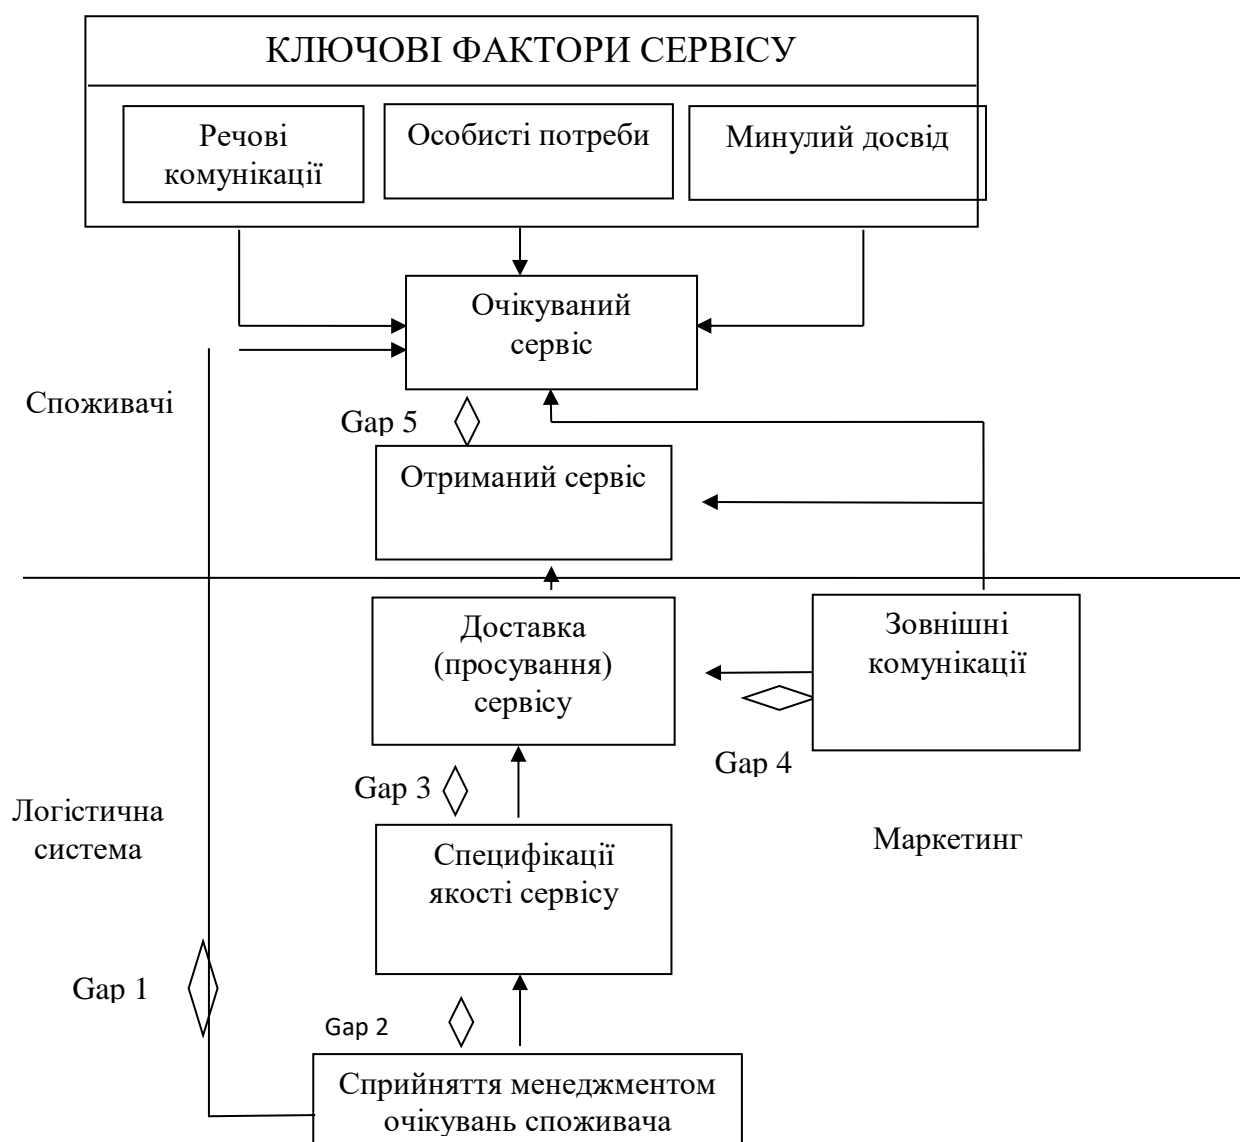 КЛЮЧОВІ ФАКТОРИ СЕРВІСУ
Речові
комунікації
Особисті потреби
Минулий досвід
Очікуваний
сервіс
Споживачі
Gap 5
Отриманий сервіс
Доставка
(просування)
сервісу
Зовнішні
комунікації
Gap 4
Gap 3
Логістична
система
Маркетинг
Специфікації
якості сервісу
Gap 1
Gap 2
Сприйняття менеджментом
очікувань споживача